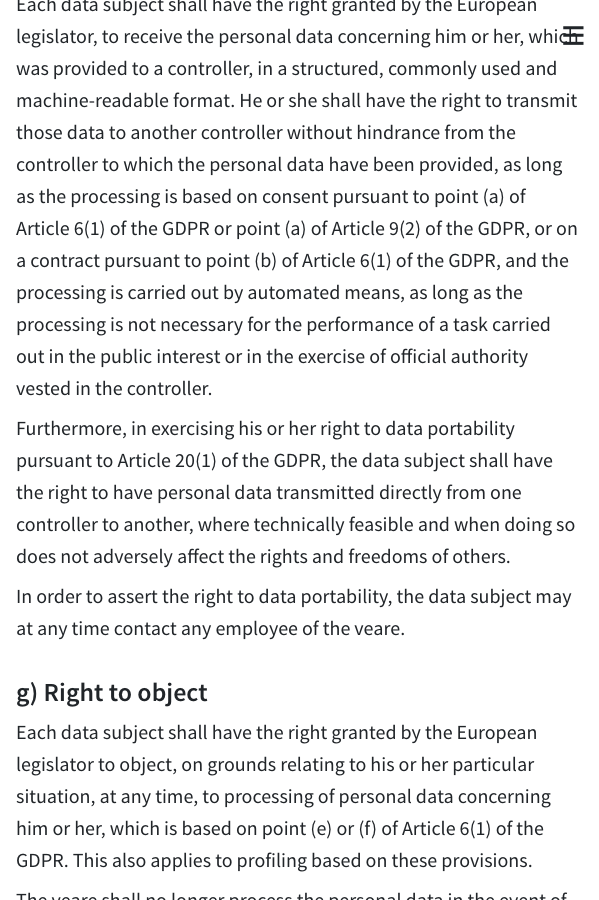 Each data subject shall have the right granted by the European
legislator, to receive the personal data concerning him or her, which
was provided to a controller, in a structured, commonly used and
machine-readable format. He or she shall have the right to transmit
those data to another controller without hindrance from the
controller to which the personal data have been provided, as long
as the processing is based on consent pursuant to point (a) of
Article 6(1) of the GDPR or point (a) of Article 9(2) of the GDPR, or on
a contract pursuant to point (b) of Article 6(1) of the GDPR, and the
processing is carried out by automated means, as long as the
processing is not necessary for the performance of a task carried
out in the public interest or in the exercise of official authority
vested in the controller.
Furthermore, in exercising his or her right to data portability
pursuant to Article 20(1) of the GDPR, the data subject shall have
the right to have personal data transmitted directly from one
controller to another, where technically feasible and when doing so
does not adversely affect the rights and freedoms of others.
In order to assert the right to data portability, the data subject may
at any time contact any employee of the veare.
g) Right to object
Each data subject shall have the right granted by the European
legislator to object, on grounds relating to his or her particular
situation, at any time, to processing of personal data concerning
him or her, which is based on point (e) or (f) of Article 6(1) of the
GDPR. This also applies to profiling based on these provisions.
The veare shall no longer process the personal data in the event of